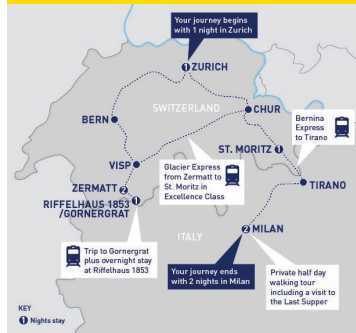 Your journey begins
with 1 night in Zurich
1 ZURICH
SWITZERLAND
CHUR
BERN
Bernina
Express
to Tirano
ST. MORITZ 1
VISP
Glacier Express
from Zermatt to
St. Moritz in
Excellence Class
ZERMATT 2
TIRANO
RIFFELHAUS 1853 1
/GORNERGRAT
ITALY
2 MILAN
Trip to Gornergrat
plus overnight stay
at Riffelhaus 1853
Your journey ends
with 2 nights in Milan
Private half day
walking tour
including a visit to
the Last Supper
KEY
1 Nights stay